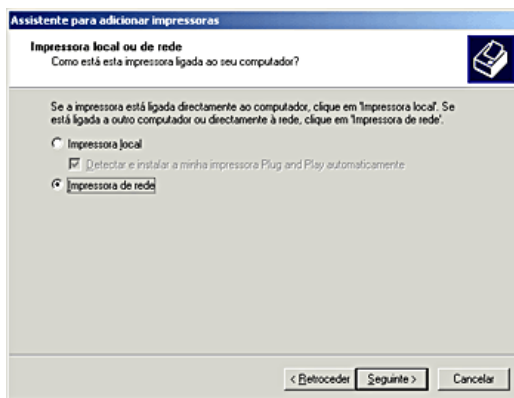 Assistente para adicionar impressoras
Impressora local ou de rede
Como está esta impressora ligada ao seu computador?
Se a impressora está ligada directamente ao computador, clique em 'Impressora local'. Se
está ligada a outro computador ou directamente à rede, clique em 'Impressora de rede'.
Impressora local
Detectar e instalar a minha impressora Plug and Play automaticamente
Impressora de rede
< Retroceder Seguinte > Cancelar